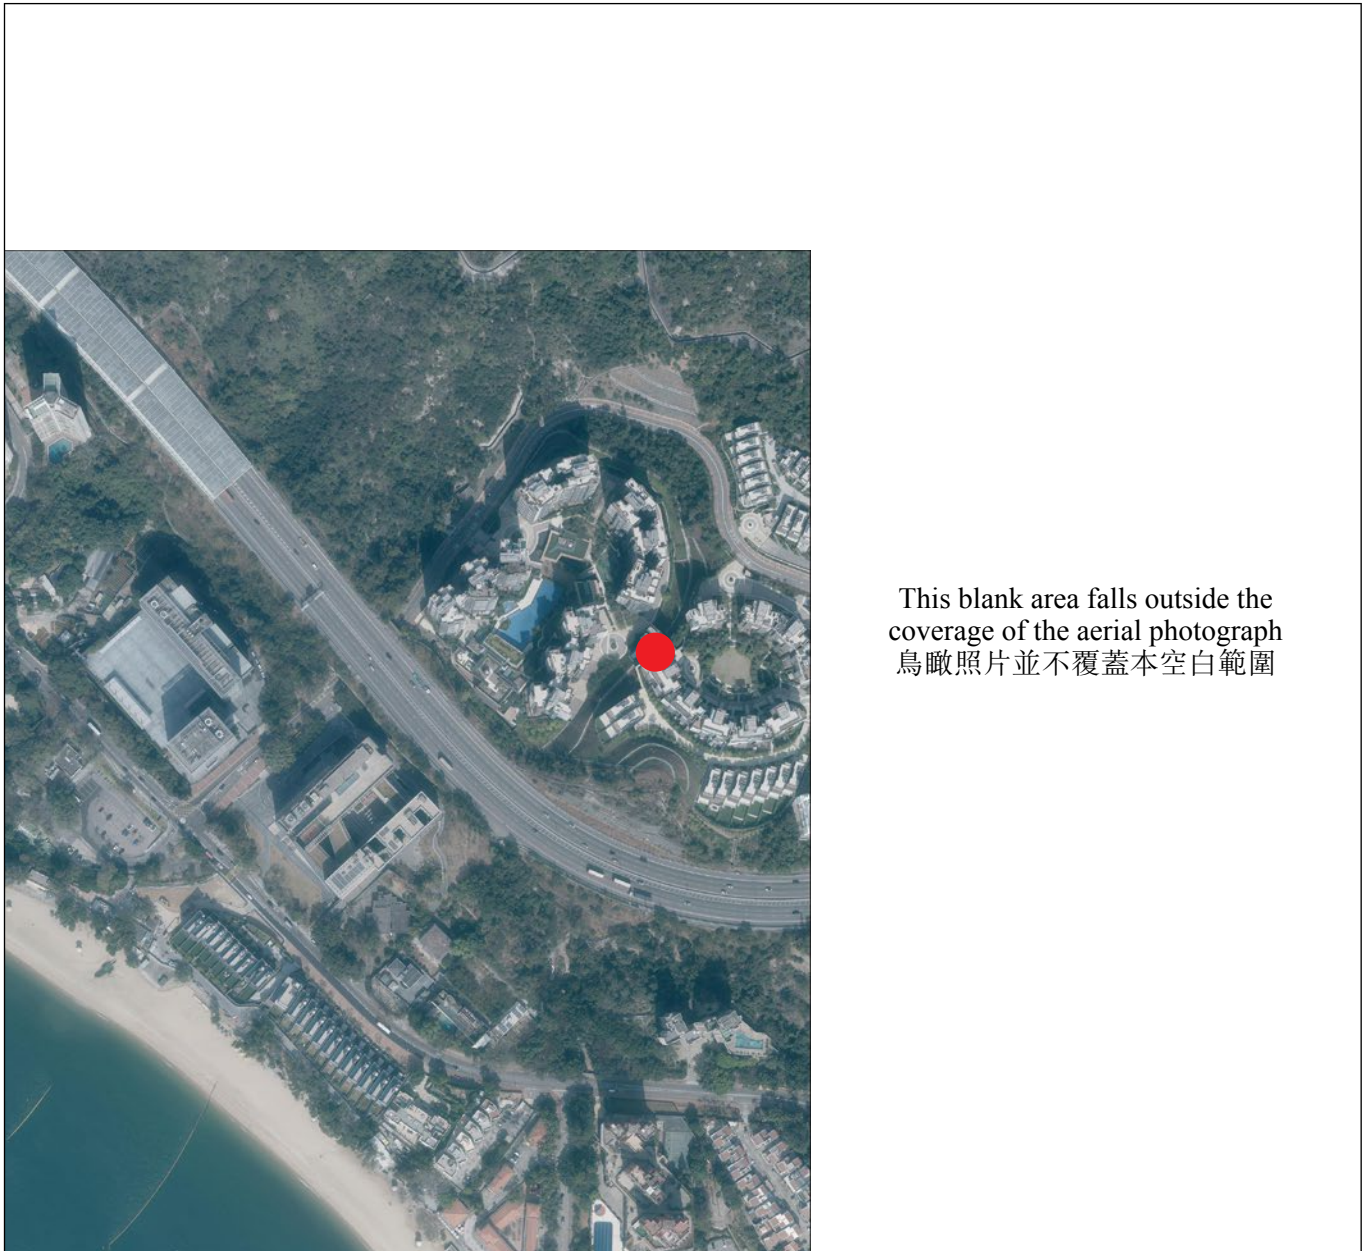 This blank area falls outside the
coverage of the aerial photograph
鳥瞰照片並不覆蓋本空白範圍